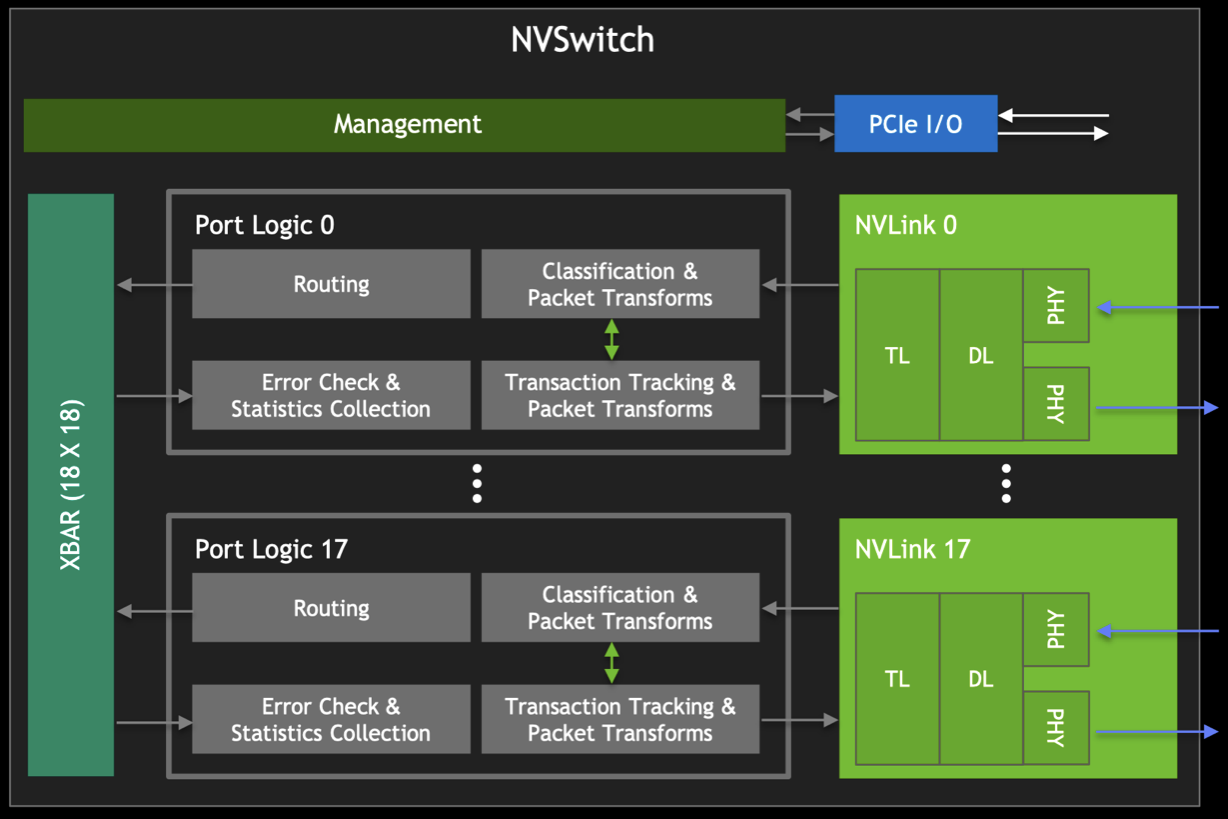 NVSwitch
Management
PCIe I/O
XBAR (18 X 18)
Port Logic 0
Routing
Classification &
Packet Transforms
Error Check &
Statistics Collection
Transaction Tracking &
Packet Transforms
NVLink 0
TL
DL
PHY
PHY
Port Logic 17
Routing
Classification &
Packet Transforms
Error Check &
Statistics Collection
Transaction Tracking &
Packet Transforms
NVLink 17
TL
DL
PHY
PHY